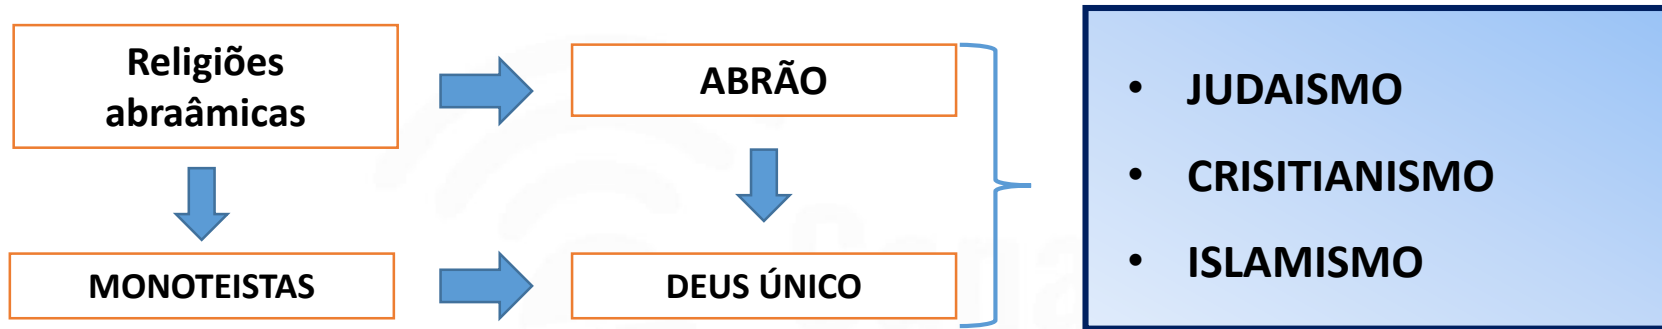 Religiões
abraâmicas
ABRÃO
MONOTEISTAS
DEUS ÚNICO
• JUDAISMO
• CRISITIANISMO
• ISLAMISMO